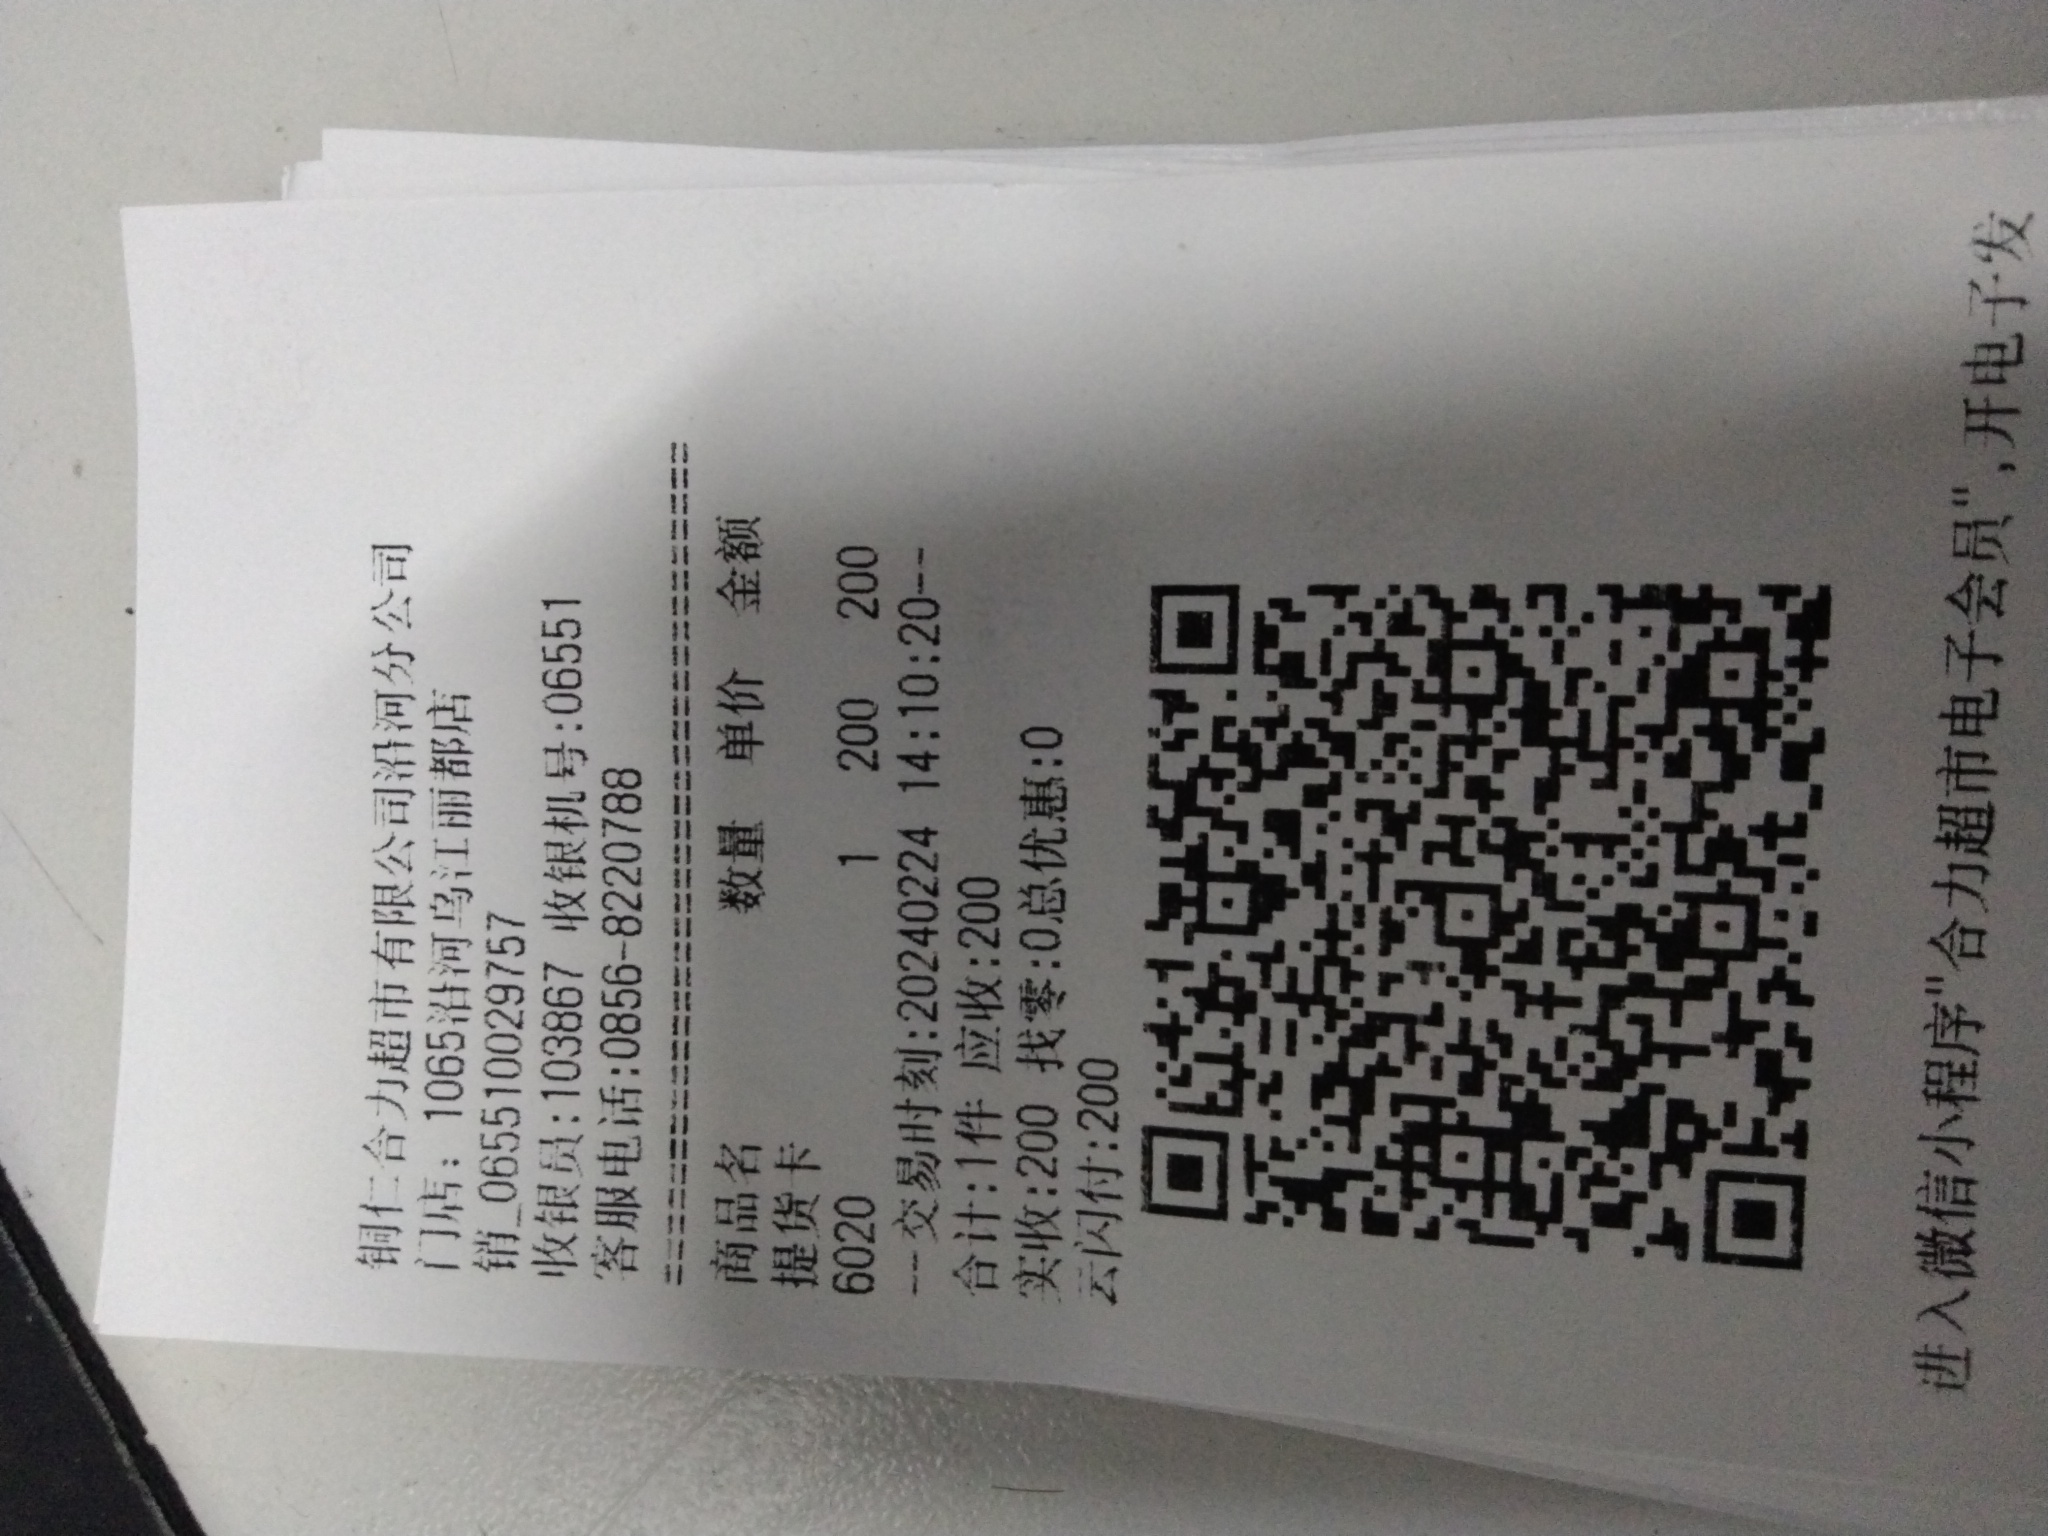 铜仁合力超市有限公司沿河分公司
门店: 1065沿河乌江丽都店
销_0655100029757
收银员:103867 收银机号:06551
客服电话:0856-8220788
==========================================
商品名 数量 单价 金额
提货卡
6020 1 200 200
--交易时刻:20240224 14:10:20--
合计:1件 应收:200
实收:200 找零:0总优惠:0
云闪付:200
进入微信小程序"合力超市电子会员",开电子发